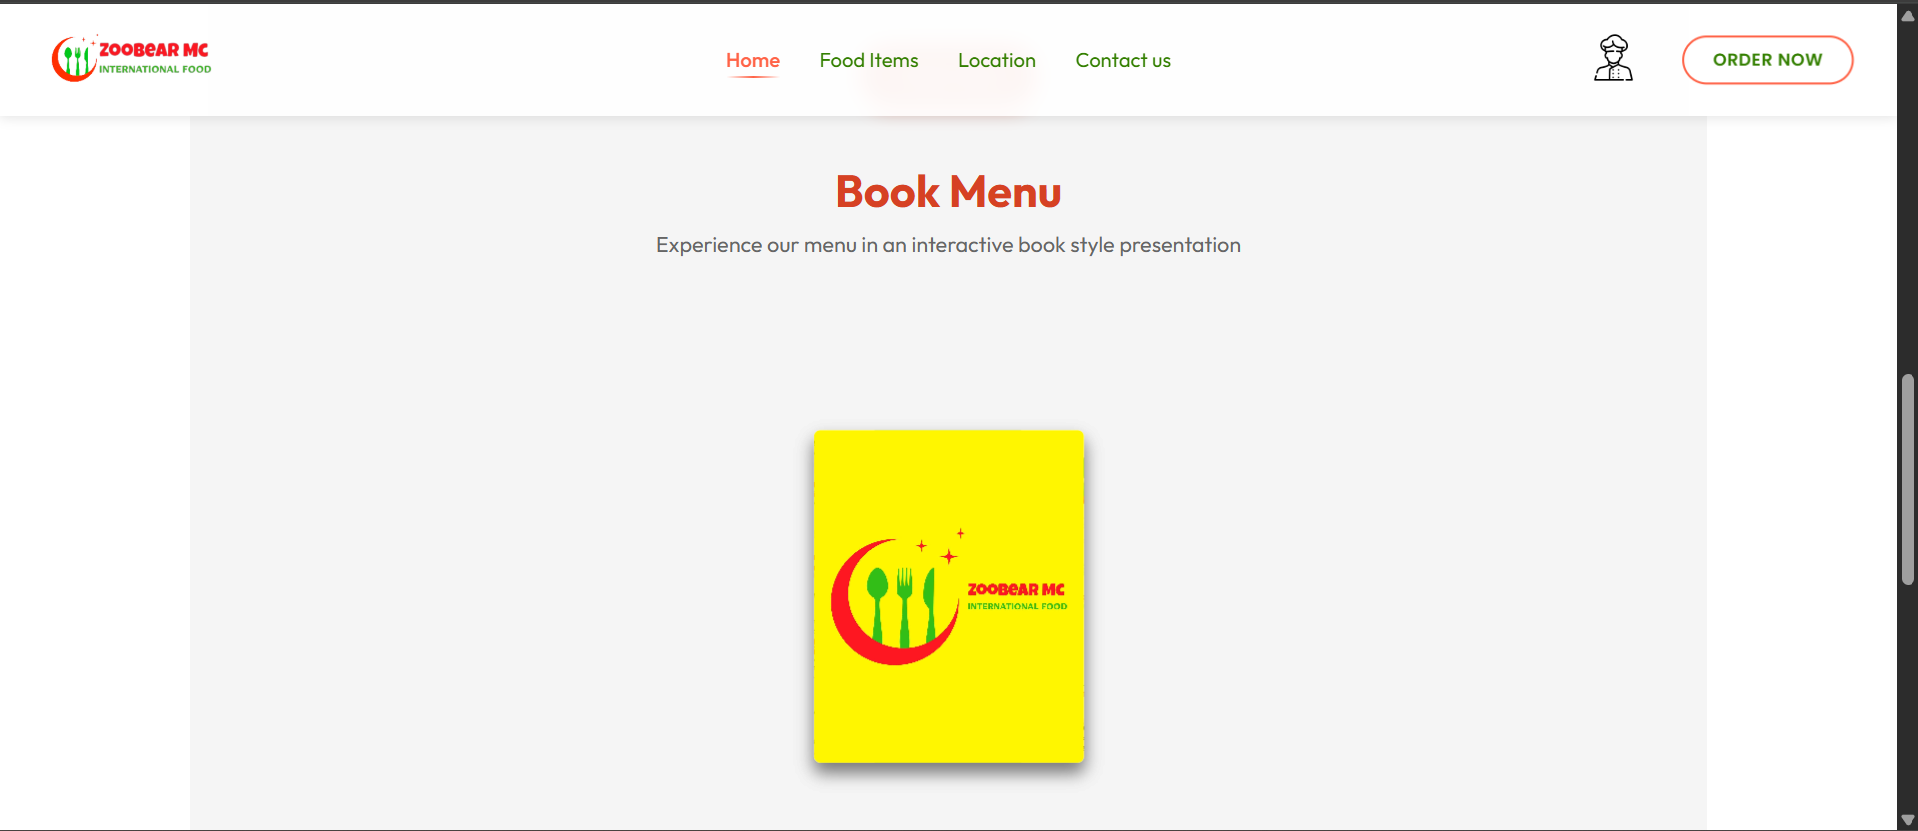 ZOOBEAR MC
INTERNATIONAL FOOD
Home
Food Items
Location
Contact us
ORDER NOW
Book Menu
Experience our menu in an interactive book style presentation
ZOOBEAR MC
INTERNATIONAL FOOD